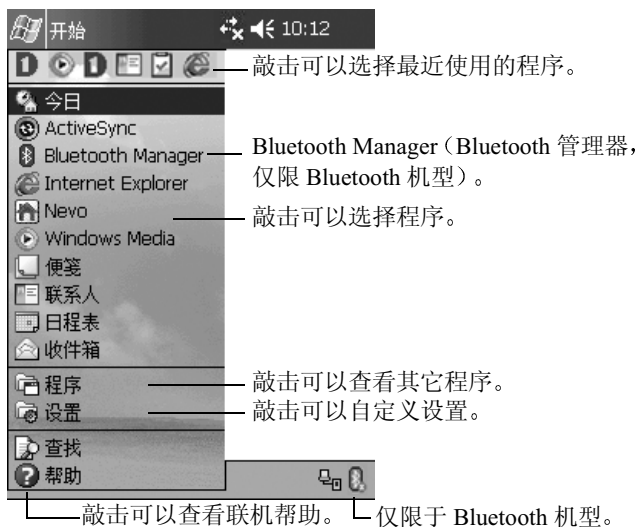 开始 10:12
敲击可以选择最近使用的程序。
今日
ActiveSync
Bluetooth Manager
Bluetooth Manager（Bluetooth 管理器，
仅限 Bluetooth 机型）。
Internet Explorer
Nevo
敲击可以选择程序。
Windows Media
便笺
联系人
日程表
收件箱
程序
敲击可以查看其它程序。
设置
敲击可以自定义设置。
查找
帮助
敲击可以查看联机帮助。
仅限于 Bluetooth 机型。